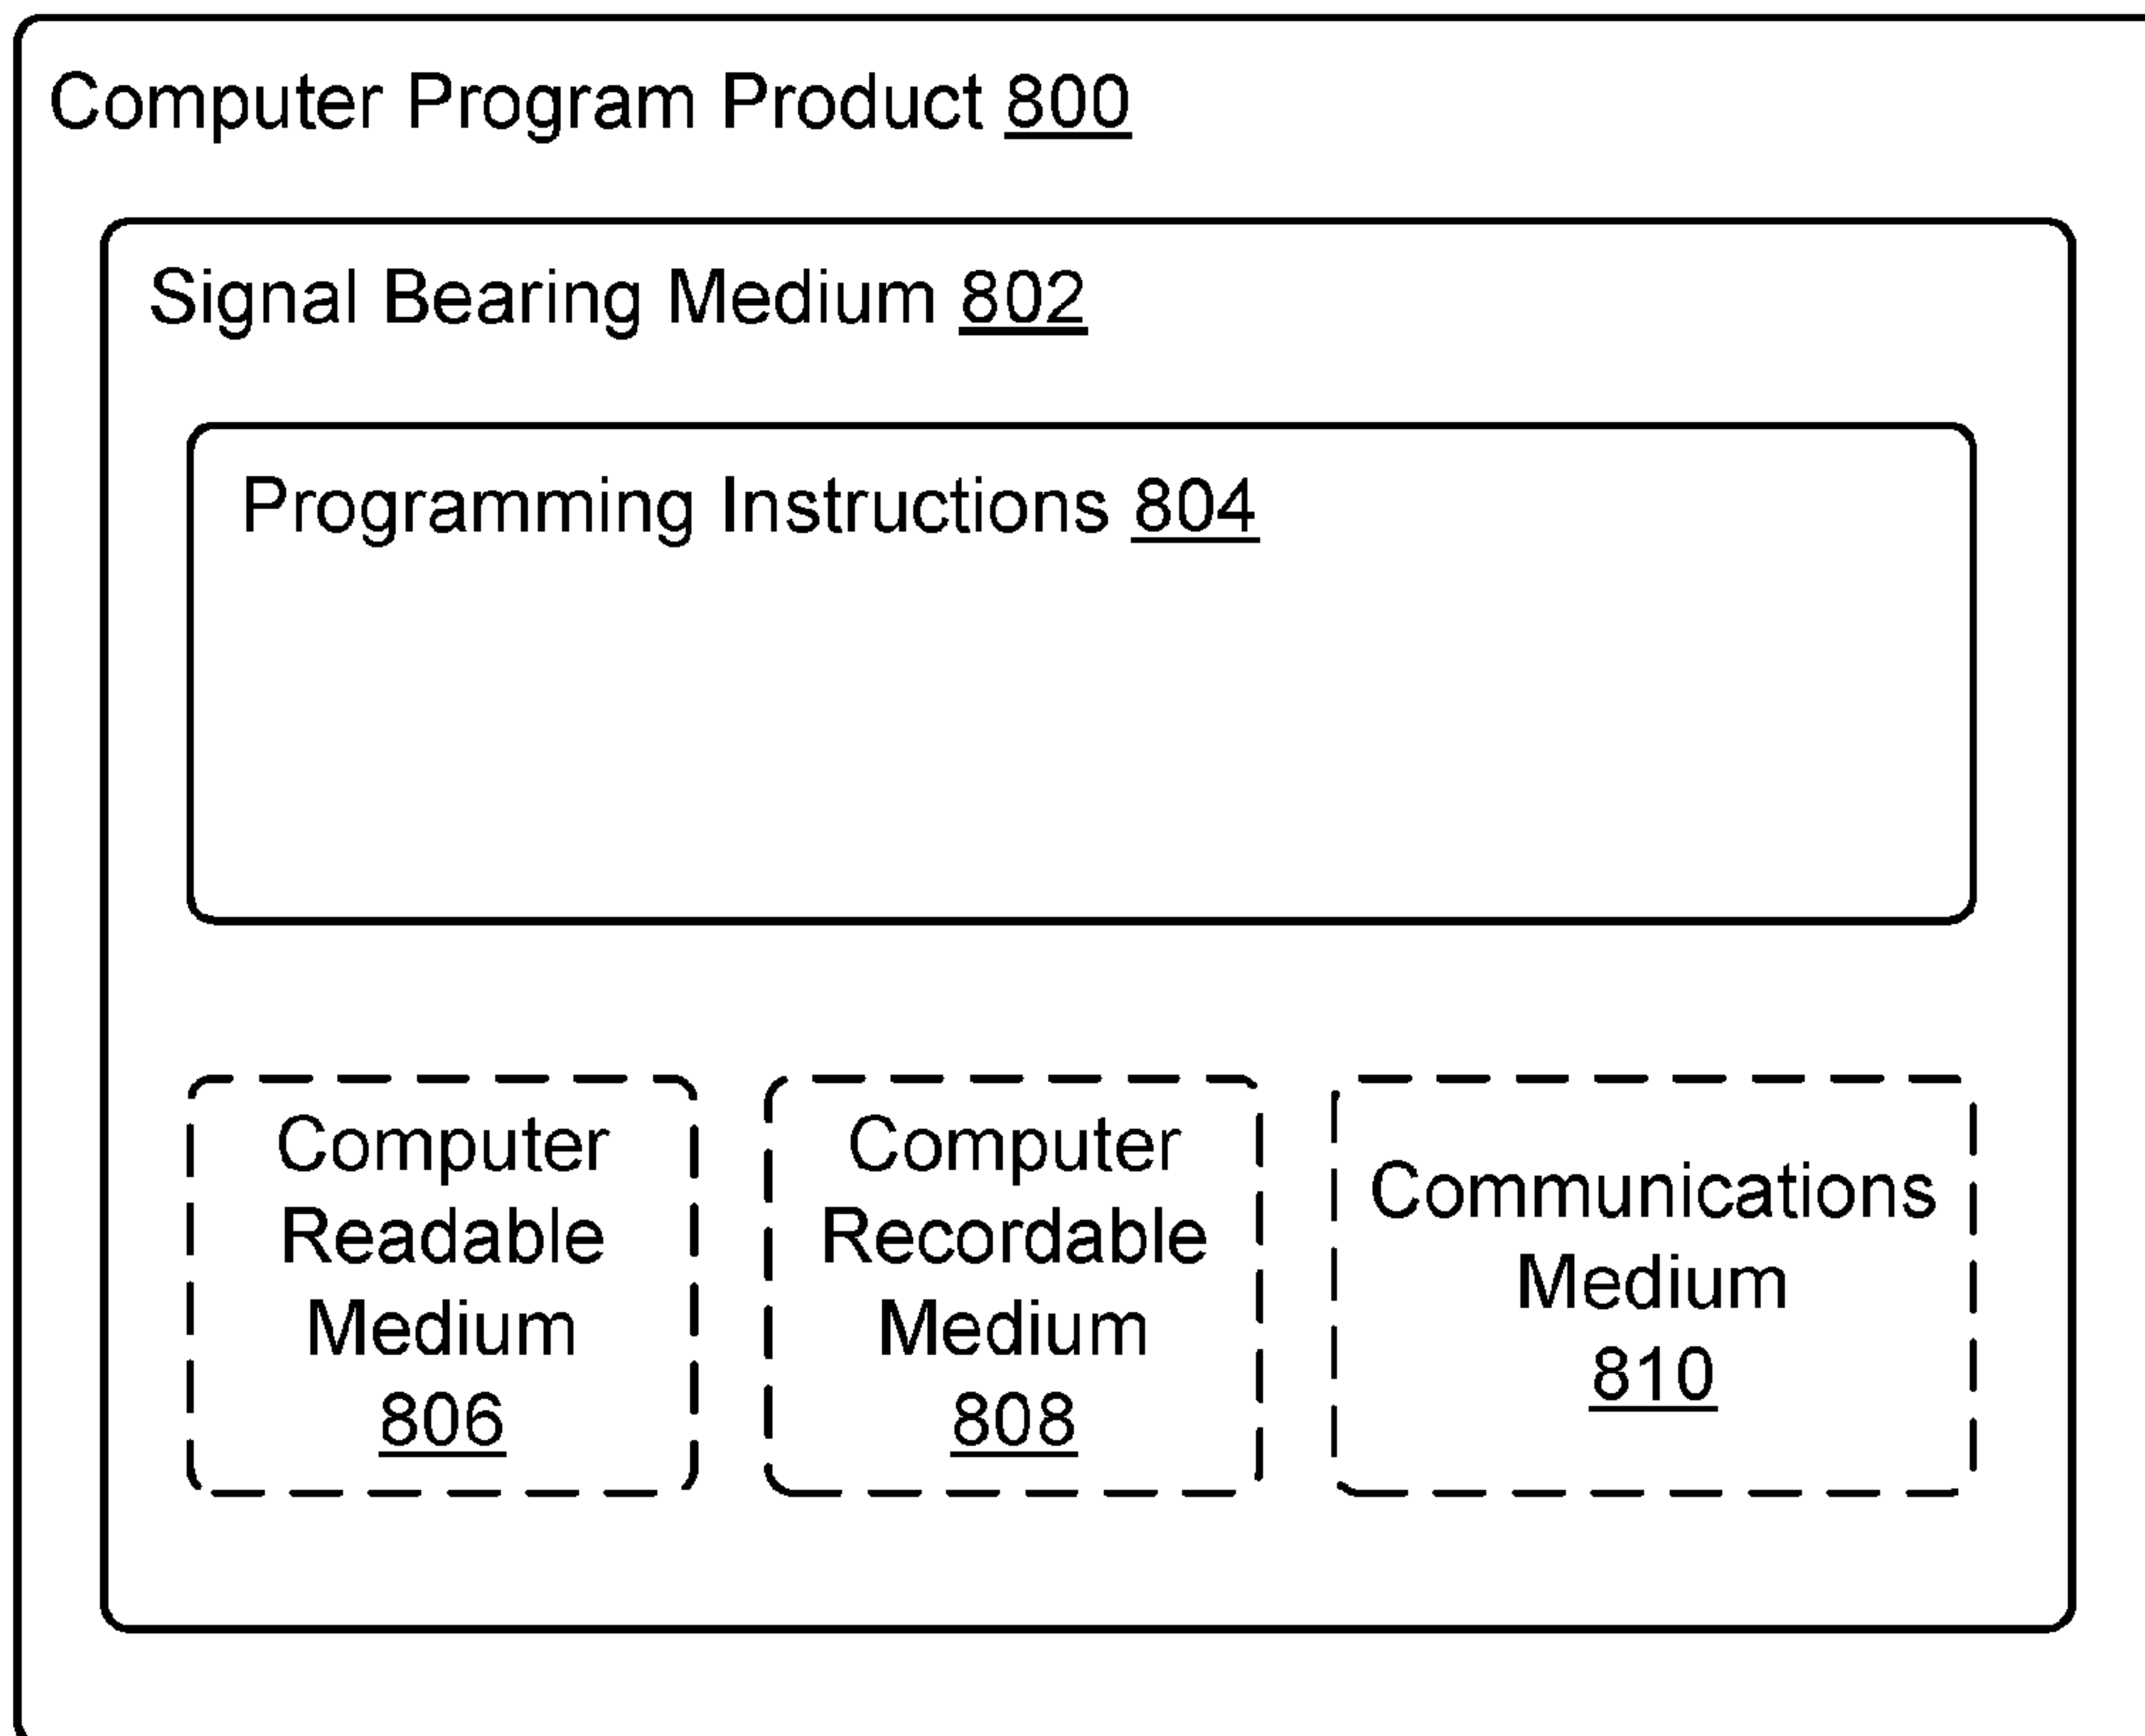 Computer Program Product 800
Signal Bearing Medium 802
Programming Instructions 804
Computer
Readable
Medium
806
Computer
Recordable
Medium
808
Communications
Medium
810